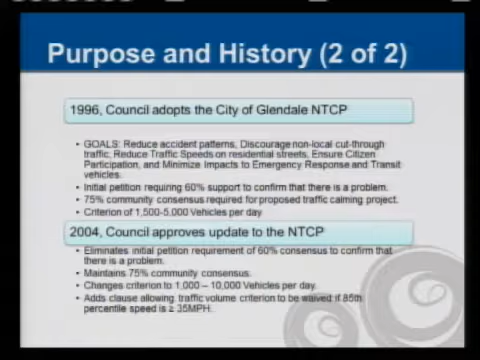 Purpose and History (2 of 2)
1996, Council adopts the City of Glendale NTCP
• GOALS: Reduce accident patterns, Discourage non-local cut-through
traffic, Reduce Traffic Speeds on residential streets, Ensure Citizen
Participation, and Minimize Impacts to Emergency Response and Transit
vehicles.
• Initial petition requiring 60% support to confirm that there is a problem.
• 75% community consensus required for proposed traffic calming project.
• Criterion of 1,500-5,000 Vehicles per day
2004, Council approves update to the NTCP
• Eliminates initial petition requirement of 60% consensus to confirm that
there is a problem.
• Maintains 75% community consensus.
• Changes criterion to 1,000 – 10,000 Vehicles per day.
• Adds clause allowing traffic volume criterion to be waived if 85th
percentile speed is ≥ 35MPH.